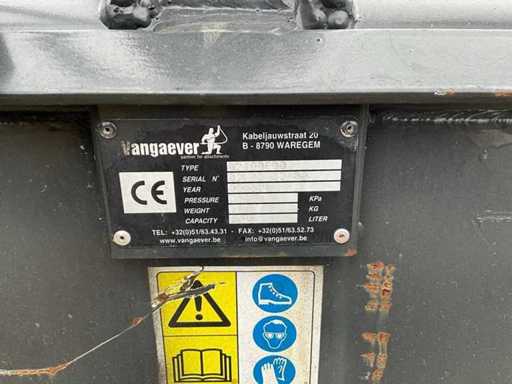 Vangaever
partner for attachments
Kabeljauwstraat 20
B - 8790 WAREGEM
TYPE
SERIAL N°
YEAR
PRESSURE KPa
WEIGHT KG
CAPACITY LITER
CE
TEL: +32(0)51/63.43.31 - FAX: +32(0)51/63.52.73
www.vangaever.be info@vangaever.be